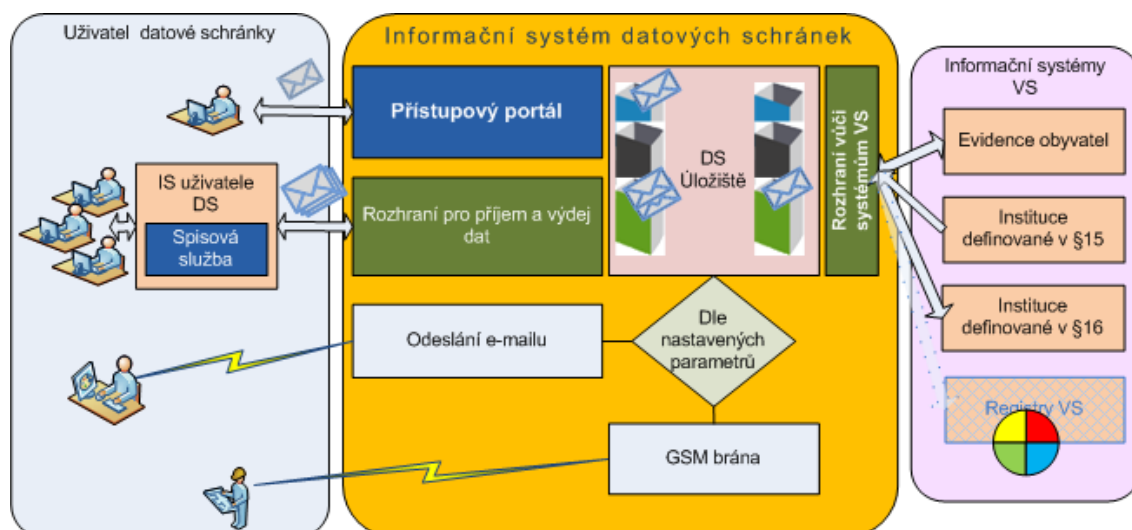 Uživatel datové schránky
IS uživatele
DS
Spisová
služba
Informační systém datových schránek
Přístupový portál
Rozhraní pro příjem a výdej
dat
DS
Úložiště
Rozhraní vůči
systémům VS
Odeslání e-mailu
Dle
nastavených
parametrů
GSM brána
Informační systémy
VS
Evidence obyvatel
Instituce
definované v §15
Instituce
definované v §16
Registry VS